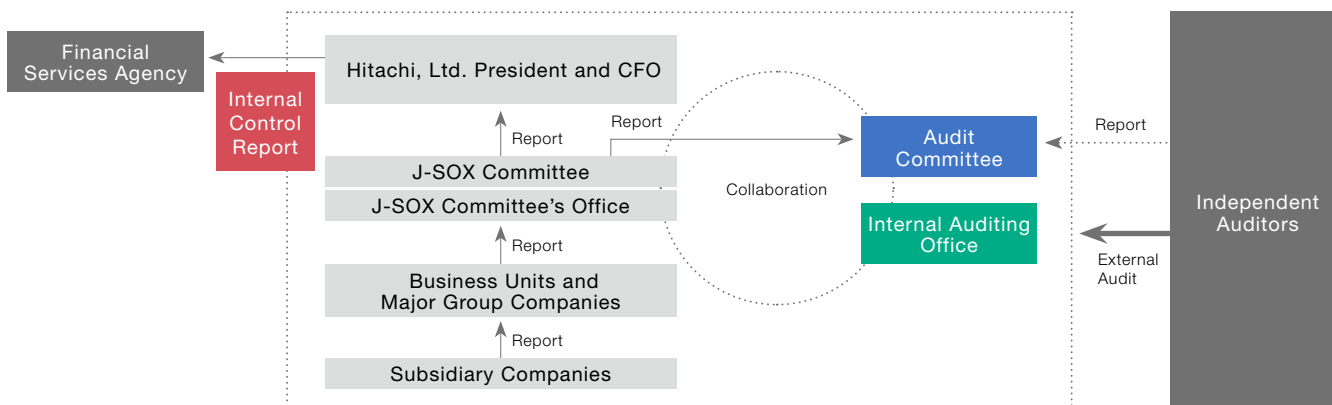 Financial
Services Agency
Internal
Control
Report
Hitachi, Ltd. President and CFO
Report
Report
J-SOX Committee
J-SOX Committee's Office
Report
Business Units and
Major Group Companies
Report
Subsidiary Companies
Collaboration
Audit
Committee
Internal Auditing
Office
Report
External
Audit
Independent
Auditors